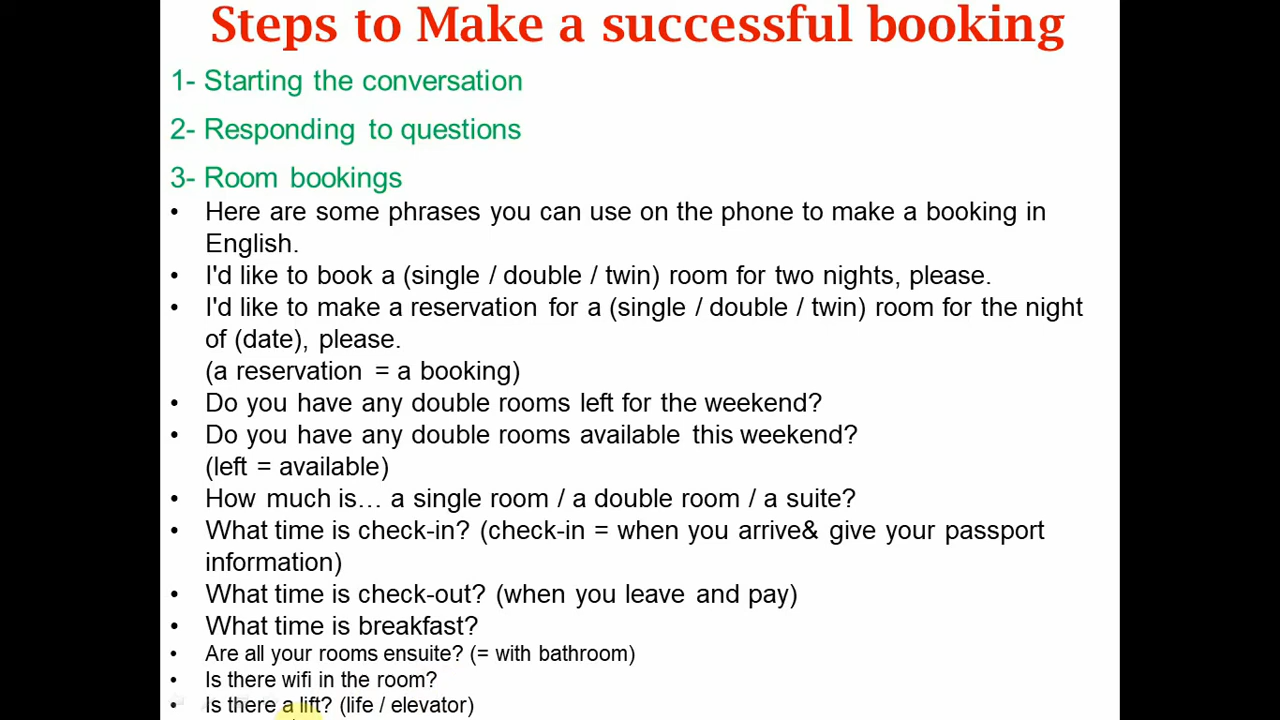 Steps to Make a successful booking
1- Starting the conversation
2- Responding to questions
3- Room bookings
• Here are some phrases you can use on the phone to make a booking in
English.
• I'd like to book a (single / double / twin) room for two nights, please.
• I'd like to make a reservation for a (single / double / twin) room for the night
of (date), please.
(a reservation = a booking)
• Do you have any double rooms left for the weekend?
• Do you have any double rooms available this weekend?
(left = available)
• How much is… a single room / a double room / a suite?
• What time is check-in? (check-in = when you arrive& give your passport
information)
• What time is check-out? (when you leave and pay)
• What time is breakfast?
• Are all your rooms ensuite? (= with bathroom)
• Is there wifi in the room?
• Is there a lift? (life / elevator)